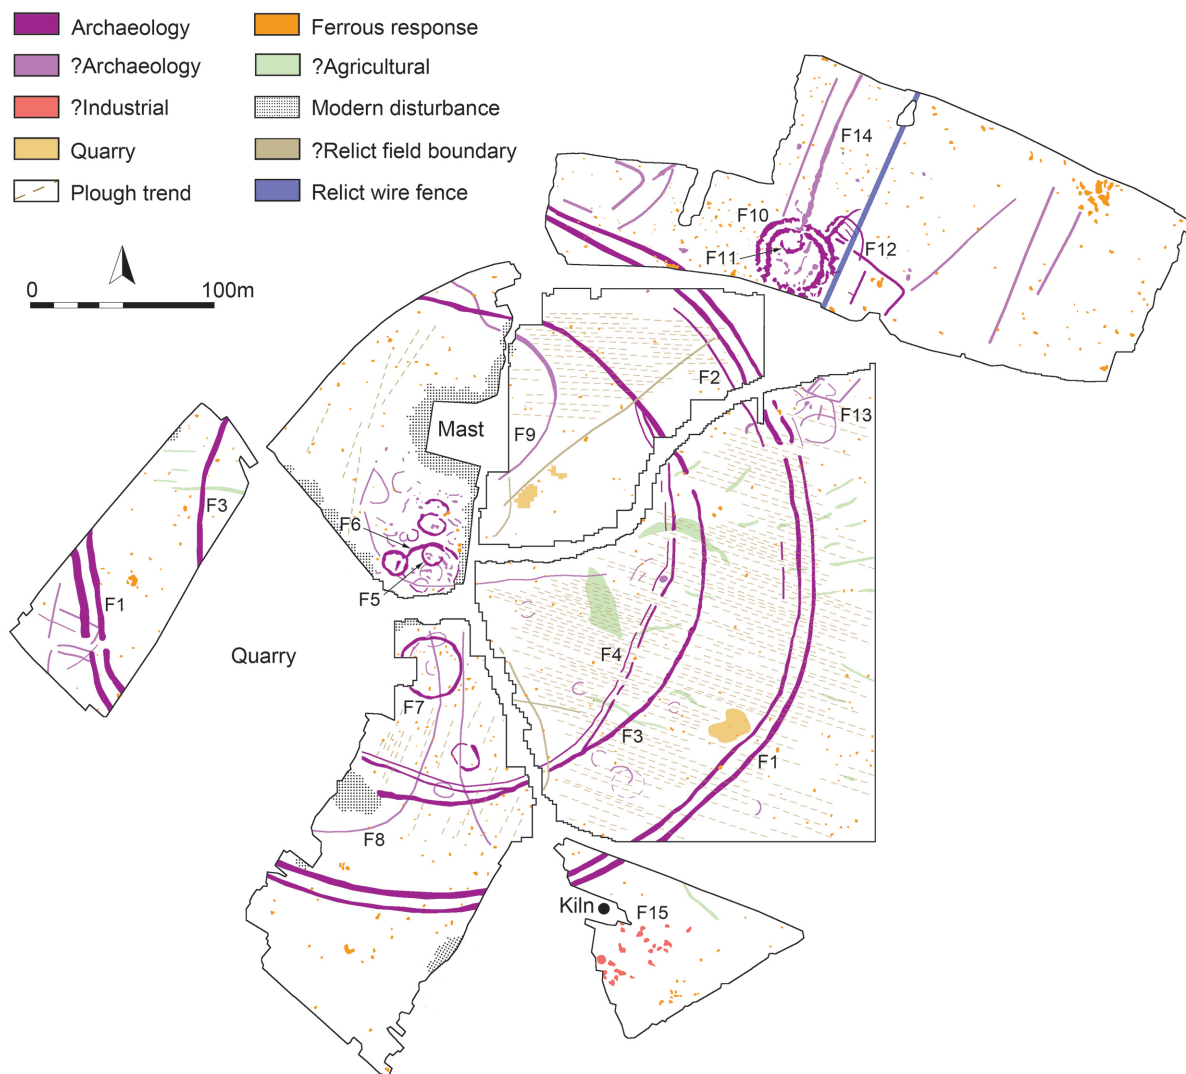 Archaeology
?Archaeology
?Industrial
Quarry
Plough trend
Ferrous response
?Agricultural
Modern disturbance
?Relict field boundary
Relict wire fence
0 100m
F14
F10
F11
F12
F2
F13
Mast
F9
F3
F6
F5
F1
Quarry
F4
F7
F3
F1
F8
Kiln
F15